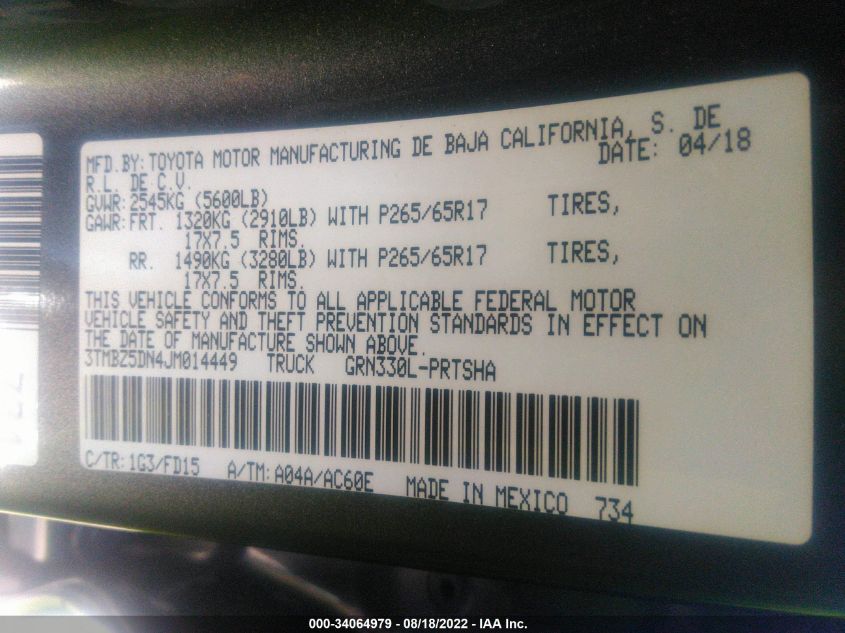 MFD.BY:TOYOTA MOTOR MANUFACTURING DE BAJA CALIFORNIA, S. DE
R.L. DE C.V. DATE: 04/18
GVWR:2545KG (5600LB)
GAWR:FRT. 1320KG (2910LB) WITH P265/65R17 TIRES,
17X7.5 RIMS.
RR. 1490KG (3280LB) WITH P265/65R17 TIRES,
17X7.5 RIMS.
THIS VEHICLE CONFORMS TO ALL APPLICABLE FEDERAL MOTOR
VEHICLE SAFETY AND THEFT PREVENTION STANDARDS IN EFFECT ON
THE DATE OF MANUFACTURE SHOWN ABOVE.
3TMBZ5DN4JM014449 TRUCK GRN330L-PRTSHA
C/TR:1G3/FD15 A/TM:A04A/AC60E MADE IN MEXICO 734
000-34064979 - 08/18/2022 - IAA Inc.